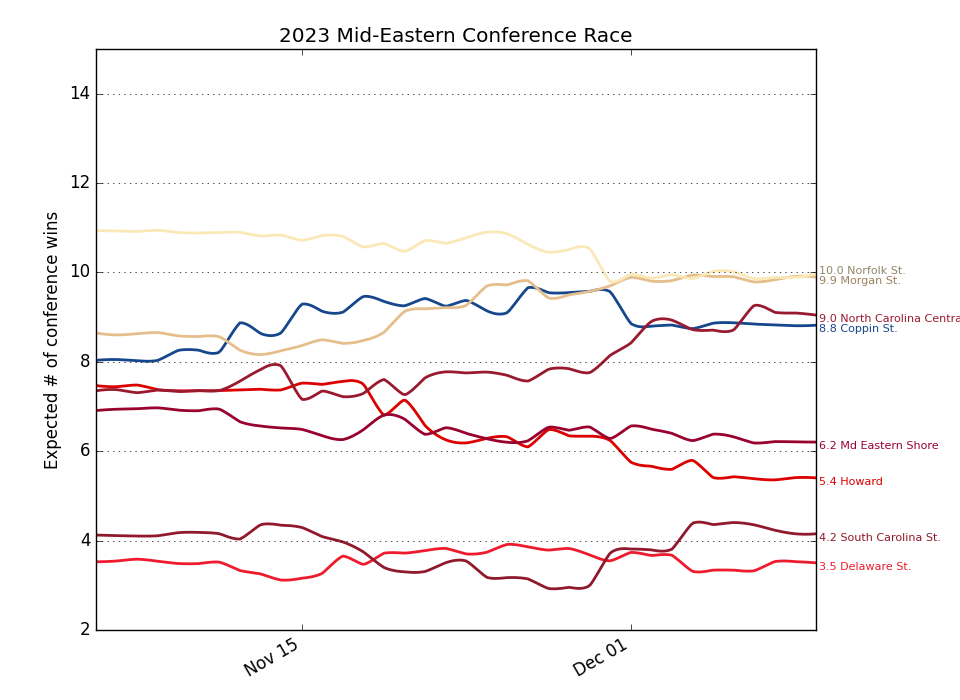 2023 Mid-Eastern Conference Race
Expected # of conference wins
14
12
10
8
6
4
2
Nov 15
Dec 01
10.0 Norfolk St.
9.9 Morgan St.
9.0 North Carolina Centra
8.8 Coppin St.
6.2 Md Eastern Shore
5.4 Howard
4.2 South Carolina St.
3.5 Delaware St.